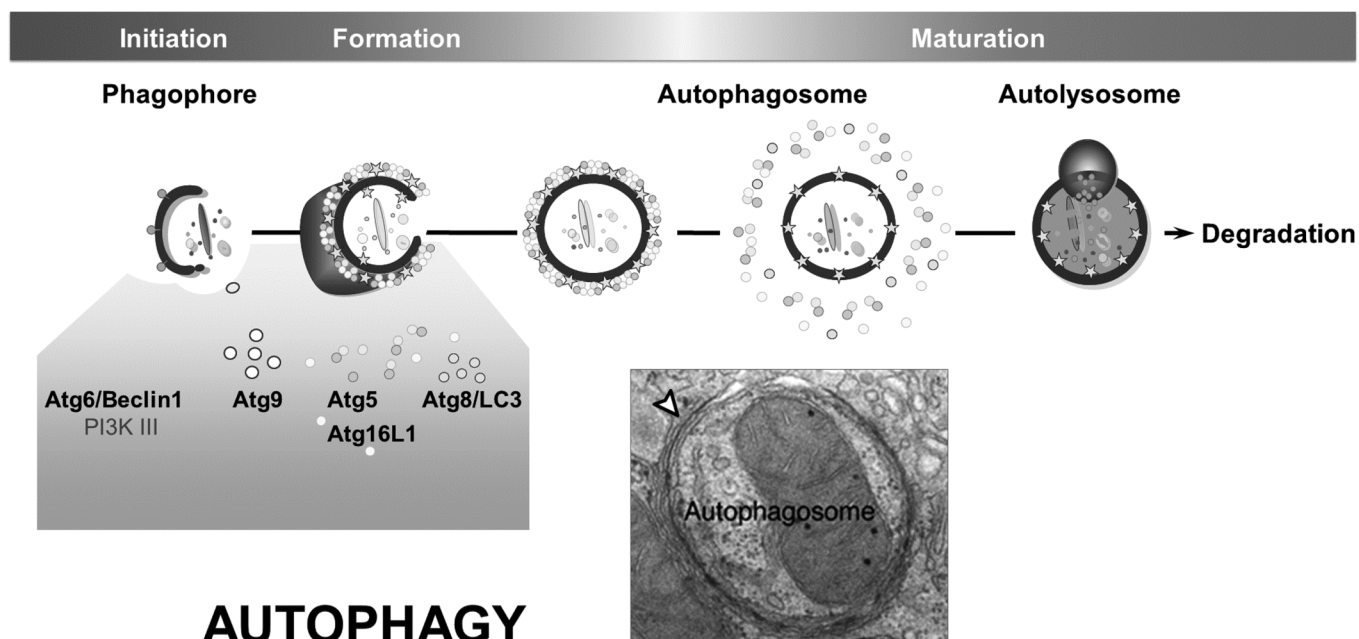 Initiation
Formation
Maturation
Phagophore
Autophagosome
Autolysosome
Degradation
Atg6/Beclin1
Atg9
Atg5
Atg8/LC3
PI3K III
Atg16L1
Autophagosome
AUTOPHAGY